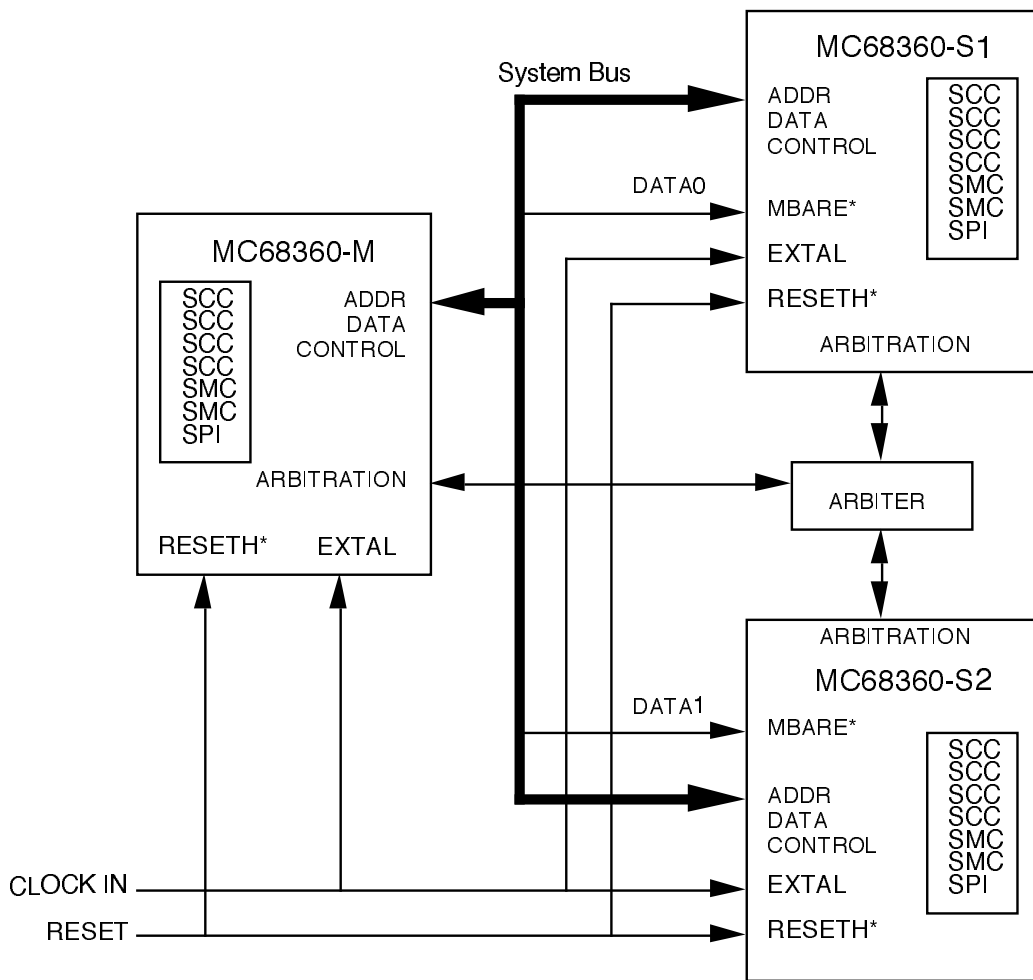 System Bus
MC68360-S1
ADDR
DATA
CONTROL
SCC
SCC
SCC
SCC
SMC
SMC
SPI
DATA0
MBARE*
EXTAL
RESETH*
ARBITRATION
MC68360-M
SCC
SCC
SCC
SCC
SMC
SMC
SPI
ADDR
DATA
CONTROL
ARBITRATION
RESETH*
EXTAL
ARBITER
ARBITRATION
MC68360-S2
DATA1
MBARE*
ADDR
DATA
CONTROL
EXTAL
RESETH*
SCC
SCC
SCC
SCC
SMC
SMC
SPI
CLOCK IN
RESET